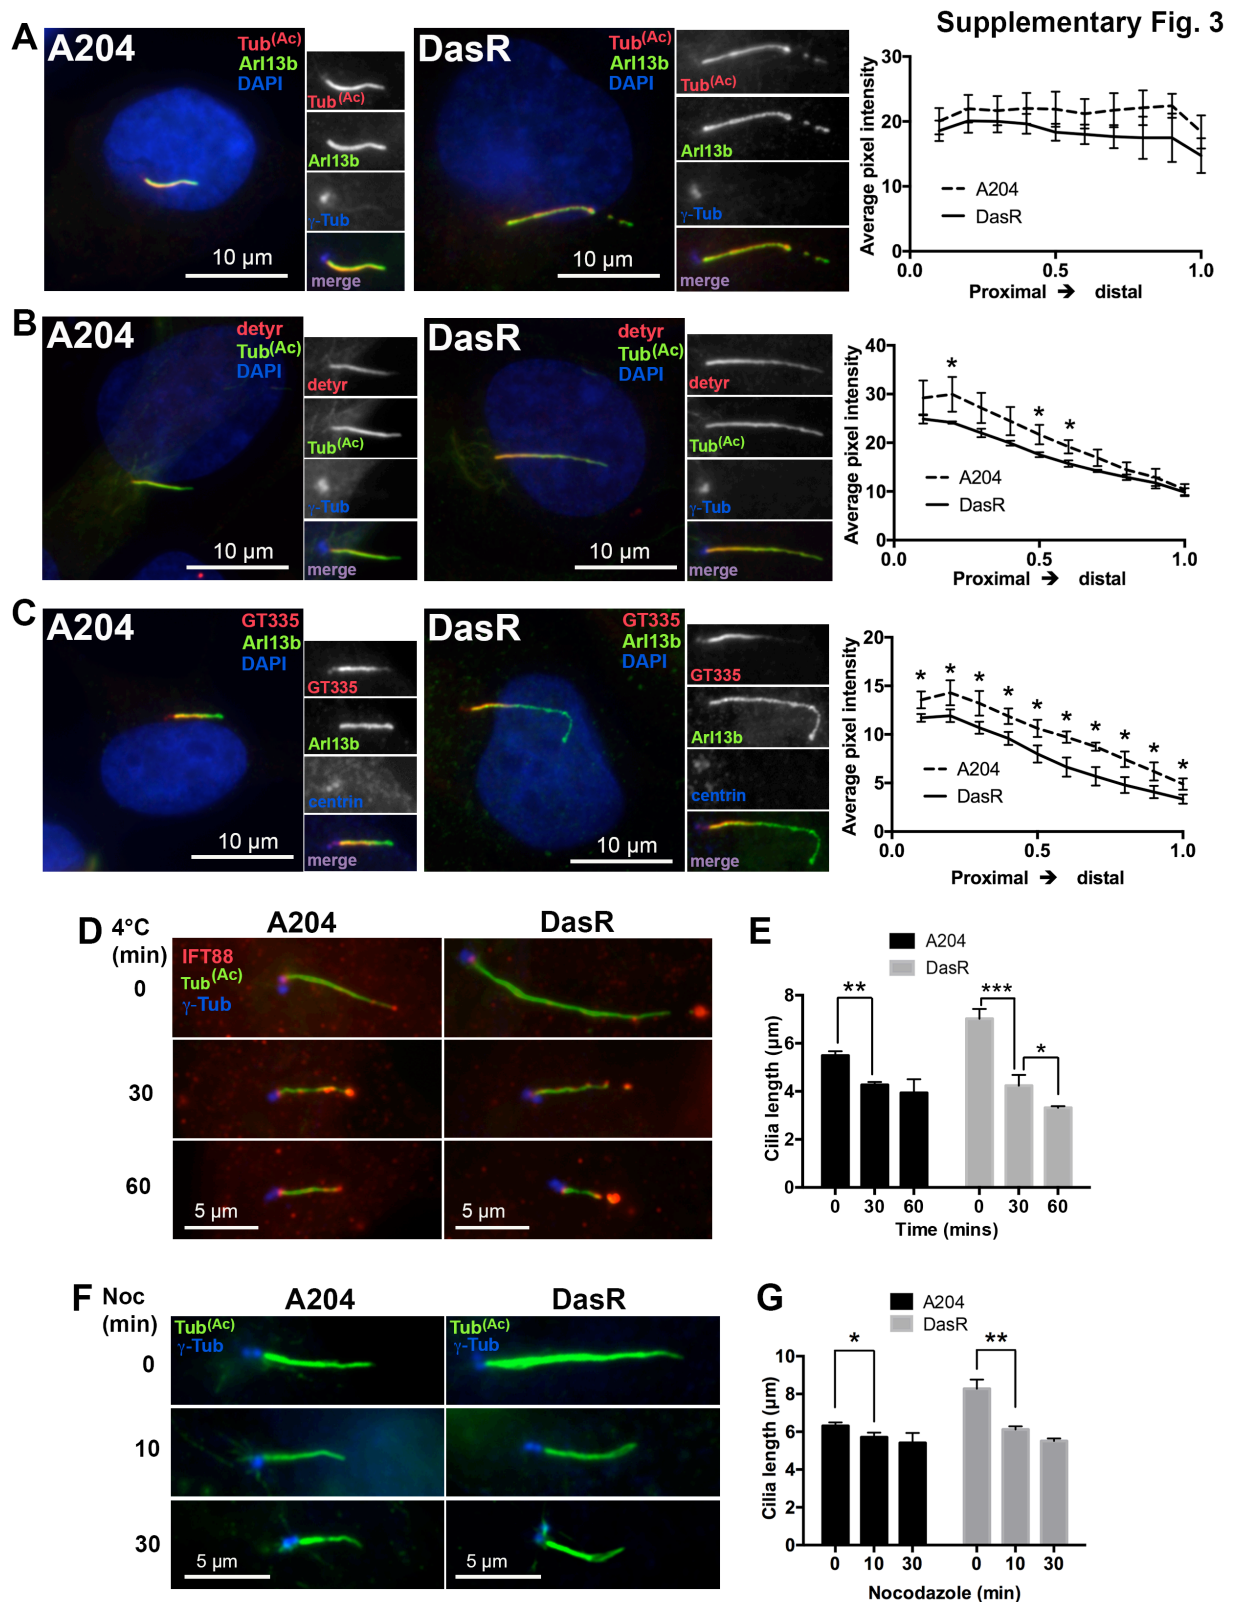 Supplementary Fig. 3
A
A204
Tub(Ac)
Arl13b
DAPI
10 µm
Tub(Ac)
Arl13b
γ-Tub
merge
DasR
Tub(Ac)
Arl13b
DAPI
10 µm
Tub(Ac)
Arl13b
γ-Tub
merge
Average pixel intensity
30
20
10
0
A204
DasR
0.0 0.5 1.0
Proximal ➔ distal
B
A204
detyr
Tub(Ac)
DAPI
10 µm
detyr
Tub(Ac)
γ-Tub
merge
DasR
detyr
Tub(Ac)
DAPI
10 µm
detyr
Tub(Ac)
γ-Tub
merge
Average pixel intensity
40
30
20
10
0
* * *
A204
DasR
0.0 0.5 1.0
Proximal ➔ distal
C
A204
GT335
Arl13b
DAPI
10 µm
GT335
Arl13b
centrin
merge
DasR
GT335
Arl13b
DAPI
10 µm
GT335
Arl13b
centrin
merge
Average pixel intensity
20
15
10
5
0
* * * * * * * * * *
A204
DasR
0.0 0.5 1.0
Proximal ➔ distal
D
4°C
(min)
A204 DasR
IFT88
Tub(Ac)
γ-Tub
0
30
60
5 µm 5 µm
E
A204
DasR
Cilia length (µm)
8
6
4
2
0
** *** *
0 30 60 0 30 60
Time (mins)
F
Noc
(min)
A204 DasR
Tub(Ac) Tub(Ac)
γ-Tub γ-Tub
0
10
30
5 µm 5 µm
G
A204
DasR
Cilia length (µm)
10
8
6
4
2
0
* **
0 10 30 0 10 30
Nocodazole (min)